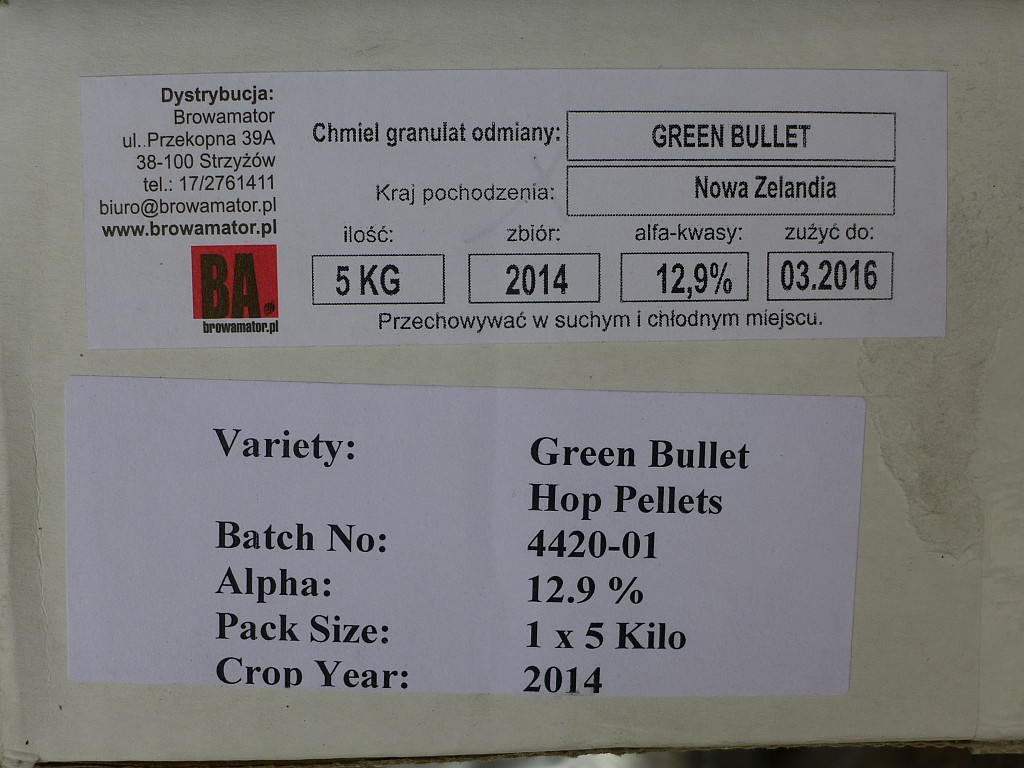 Dystrybucja:
Browamator
ul..Przekopna 39A
38-100 Strzyżów
tel.: 17/2761411
biuro@browamator.pl
www.browamator.pl
BA.
browamator.pl
Chmiel granulat odmiany: GREEN BULLET
Kraj pochodzenia: Nowa Zelandia
ilość: zbiór: alfa-kwasy: zużyć do:
5 KG 2014 12,9% 03.2016
Przechowywać w suchym i chłodnym miejscu.
Variety: Green Bullet
Hop Pellets
Batch No: 4420-01
Alpha: 12.9 %
Pack Size: 1 x 5 Kilo
Crop Year: 2014